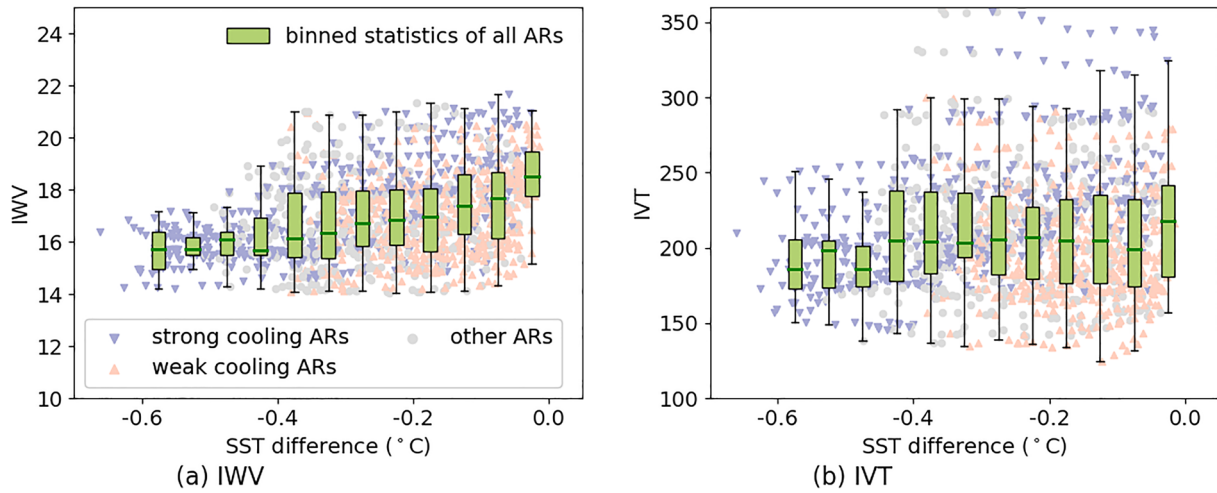 24
22
20
18
16
14
12
10
IWV
binned statistics of all ARs
strong cooling ARs
other ARs
weak cooling ARs
-0.6 -0.4 -0.2 0.0
SST difference (°C)
(a) IWV
350
300
250
200
150
100
IVT
-0.6 -0.4 -0.2 0.0
SST difference (°C)
(b) IVT